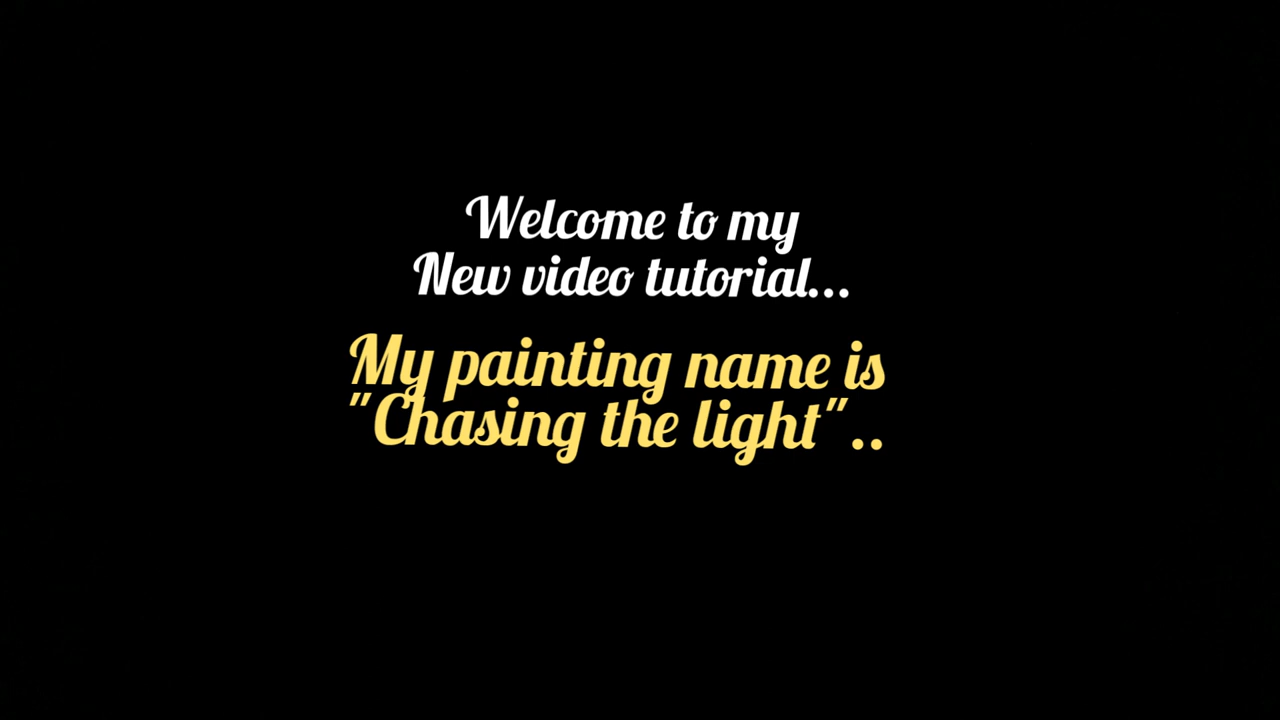 Welcome to my
New video tutorial...
My painting name is
"Chasing the light"..